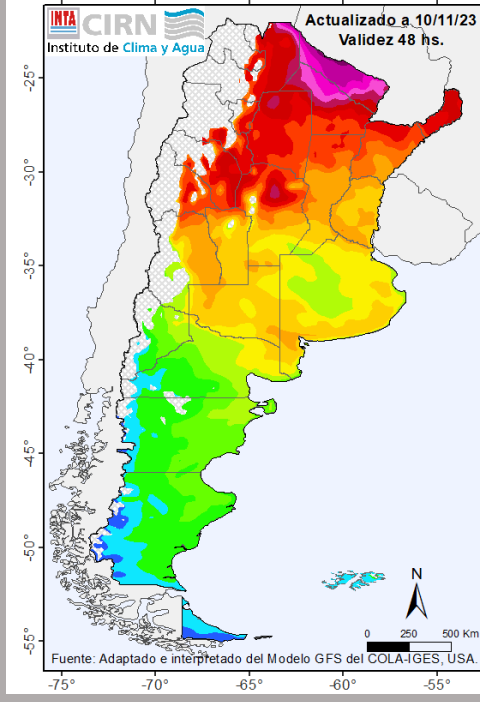 INTA CIRN
Instituto de Clima y Agua
Actualizado a 10/11/23
Validez 48 hs.
-25°
-30°
-35°
-40°
-45°
-50°
-55°
N
0 250 500 Km
Fuente: Adaptado e interpretado del Modelo GFS del COLA-IGES, USA.
-75° -70° -65° -60° -55°